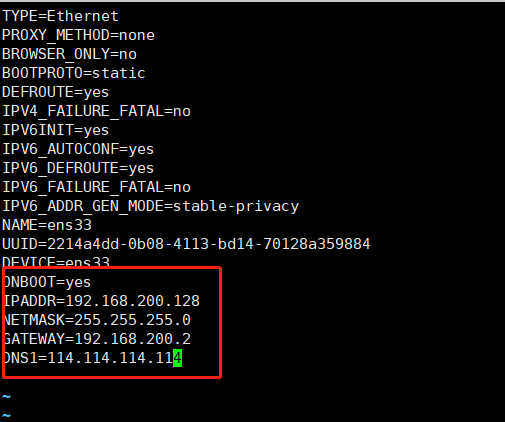 TYPE=Ethernet
PROXY_METHOD=none
BROWSER_ONLY=no
BOOTPROTO=static
DEFROUTE=yes
IPV4_FAILURE_FATAL=no
IPV6INIT=yes
IPV6_AUTOCONF=yes
IPV6_DEFROUTE=yes
IPV6_FAILURE_FATAL=no
IPV6_ADDR_GEN_MODE=stable-privacy
NAME=ens33
UUID=2214a4dd-0b08-4113-bd14-70128a359884
DEVICE=ens33
ONBOOT=yes
IPADDR=192.168.200.128
NETMASK=255.255.255.0
GATEWAY=192.168.200.2
DNS1=114.114.114.114
~
~